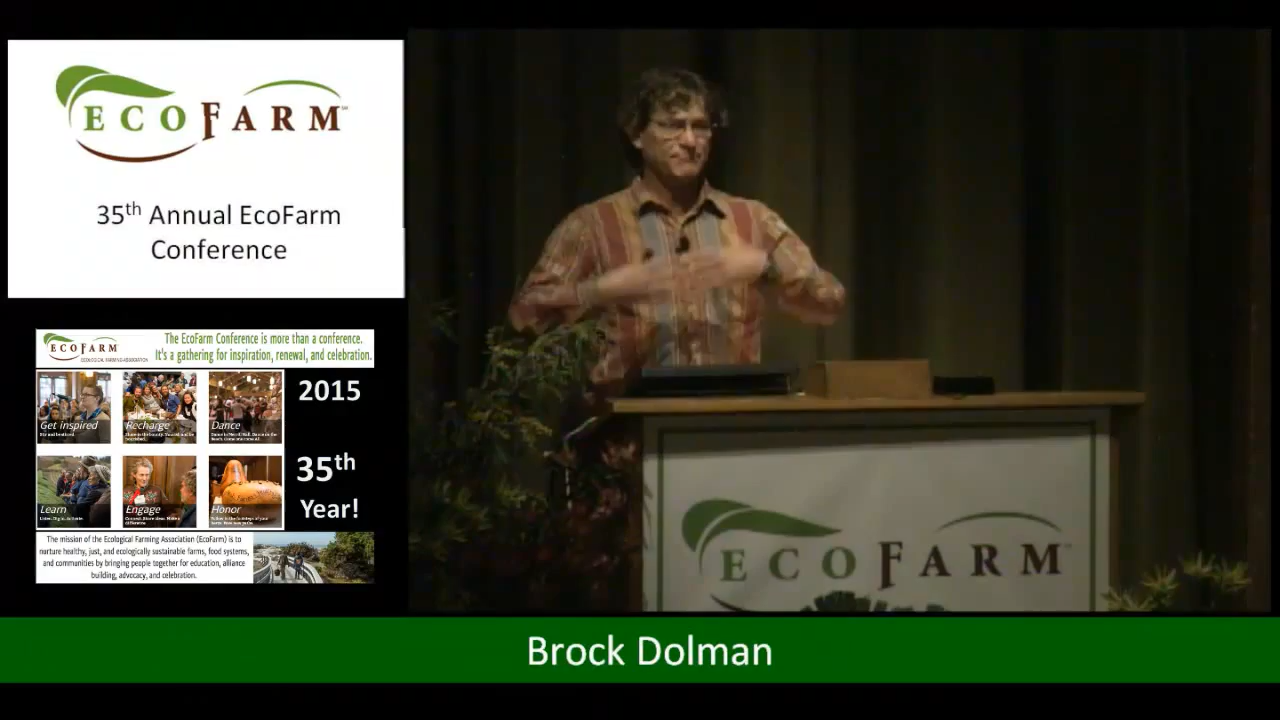 ECOFARM
35th Annual EcoFarm
Conference
ECOFARM
ECOLOGICAL FARMING ASSOCIATION
The EcoFarm Conference is more than a conference.
It's a gathering for inspiration, renewal, and celebration.
2015
Get inspired
Recharge
Dance
35th
Year!
Learn
Engage
Honor
The mission of the Ecological Farming Association (EcoFarm) is to
nurture healthy, just, and ecologically sustainable farms, food systems,
and communities by bringing people together for education, alliance
building, advocacy, and celebration.
ECOFARM
Brock Dolman